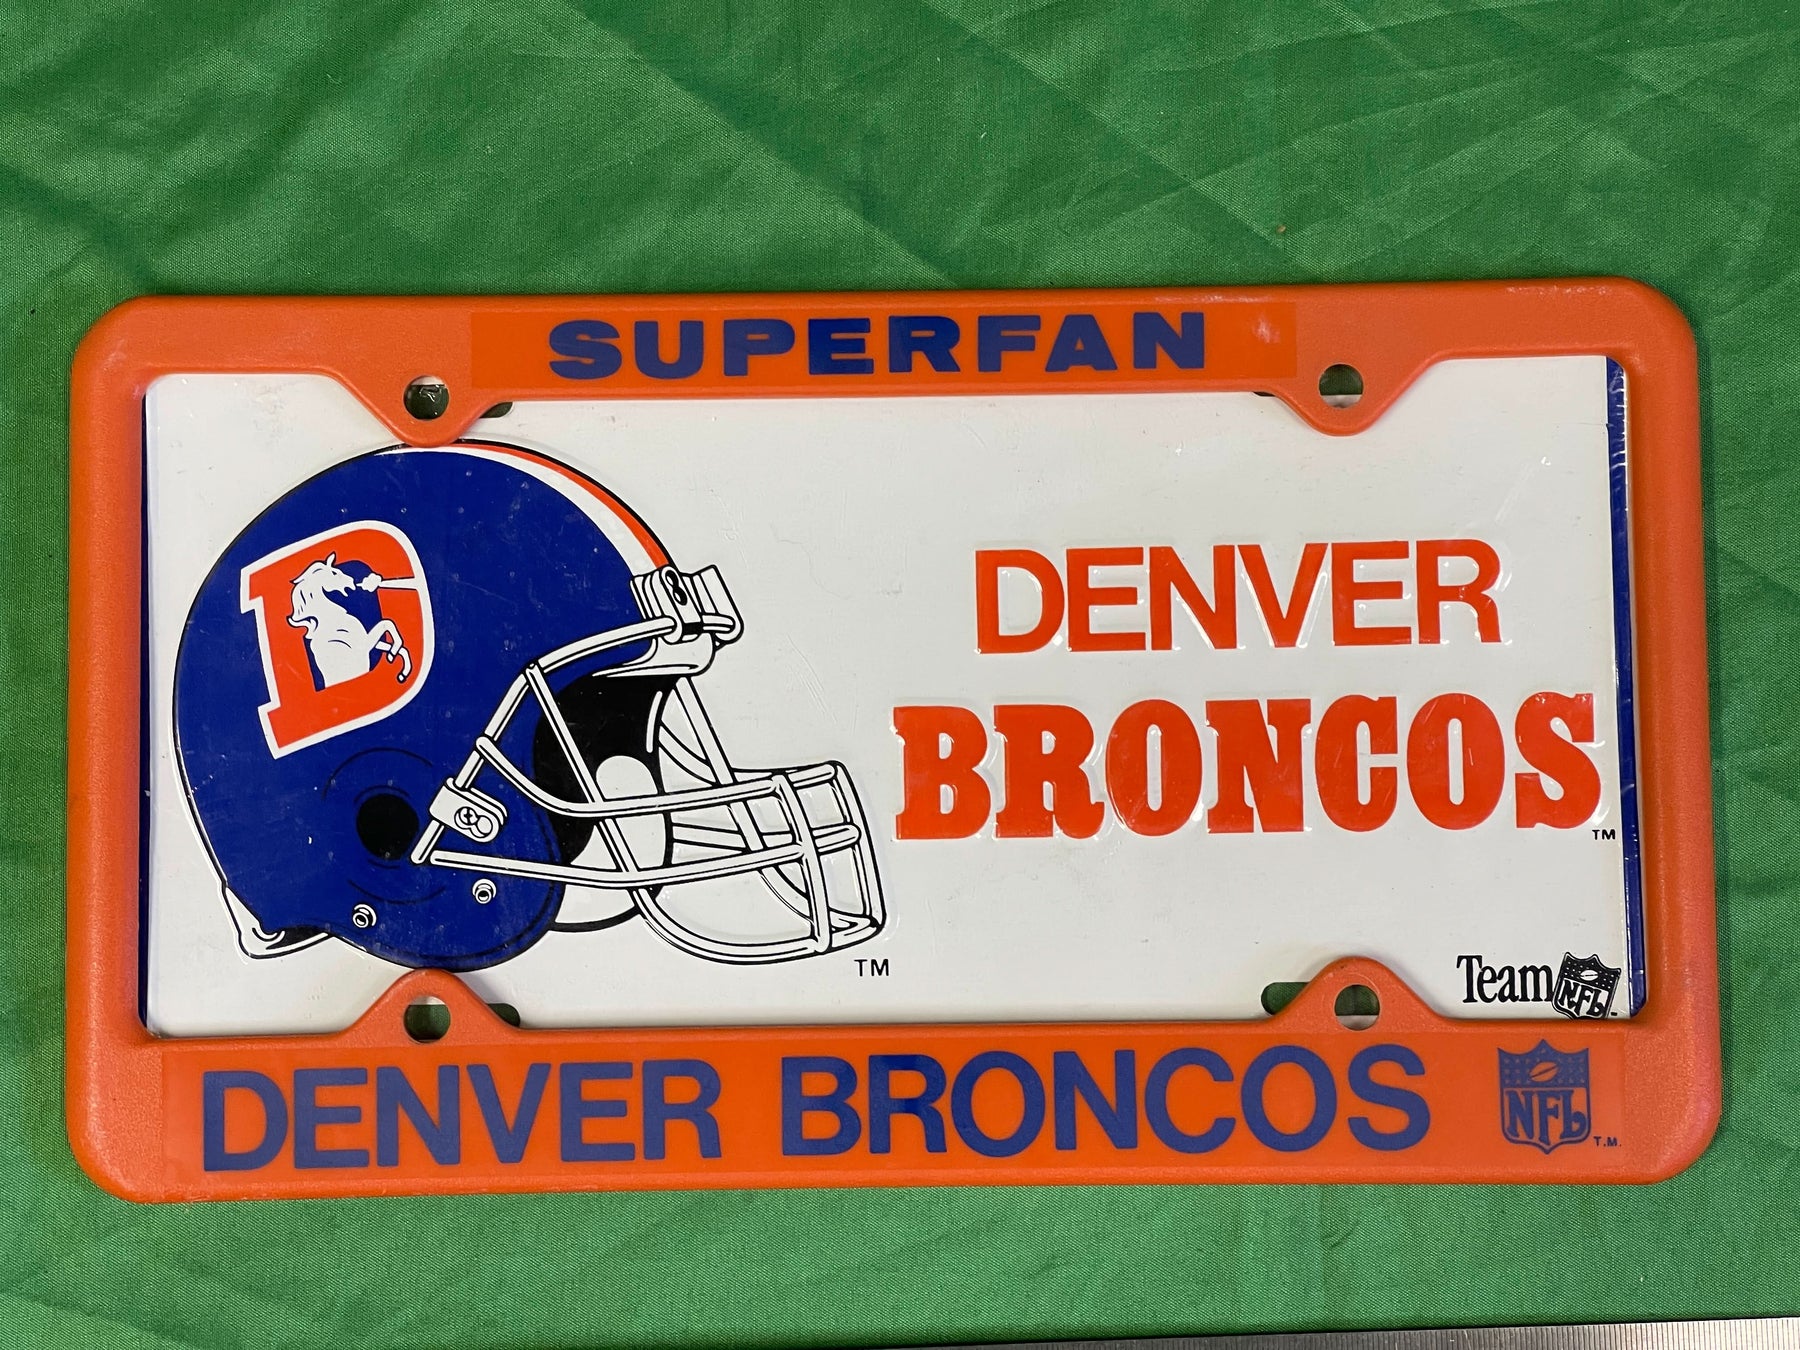 SUPERFAN
DENVER
BRONCOS
TM
TM
Team NFL
DENVER BRONCOS NFL T.M.